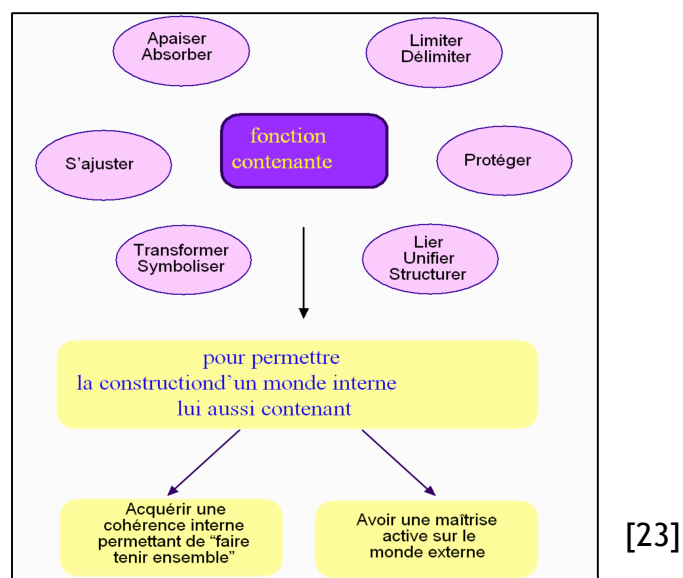 Apaiser
Absorber
Limiter
Délimiter
fonction
contenante
S'ajuster
Protéger
Transformer
Symboliser
Lier
Unifier
Structurer
pour permettre
la constructiond'un monde interne
lui aussi contenant
Acquérir une
cohérence interne
permettant de “faire
tenir ensemble”
Avoir une maîtrise
active sur le
monde externe
[23]